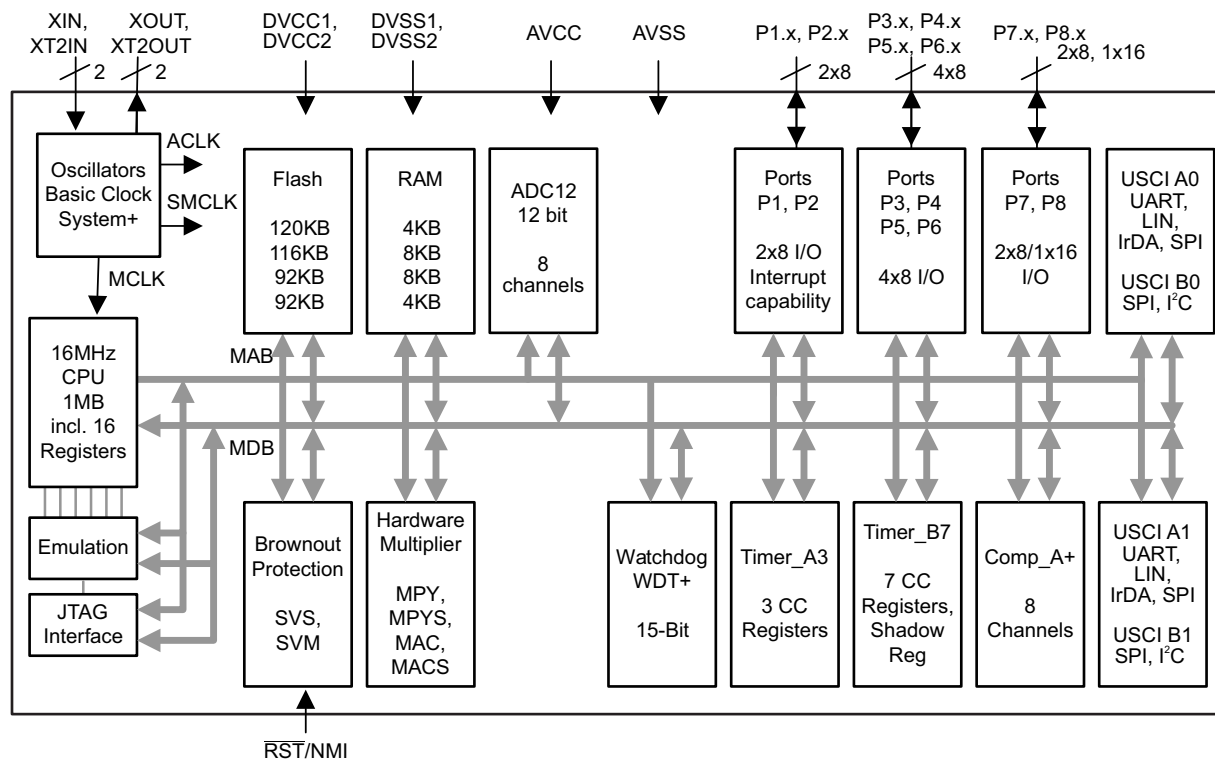 XIN,
XT2IN
2
XOUT,
XT2OUT
2
DVCC1,
DVCC2
DVSS1,
DVSS2
AVCC
AVSS
P1.x, P2.x
2x8
P3.x, P4.x
P5.x, P6.x
4x8
P7.x, P8.x
2x8, 1x16
Oscillators
Basic Clock
System+
ACLK
SMCLK
MCLK
Flash
120KB
116KB
92KB
92KB
RAM
4KB
8KB
8KB
4KB
ADC12
12 bit
8
channels
Ports
P1, P2
2x8 I/O
Interrupt
capability
Ports
P3, P4
P5, P6
4x8 I/O
Ports
P7, P8
2x8/1x16
I/O
USCI A0
UART,
LIN,
IrDA, SPI
USCI B0
SPI, I²C
16MHz
CPU
1MB
incl. 16
Registers
MAB
MDB
Emulation
JTAG
Interface
Brownout
Protection
SVS,
SVM
Hardware
Multiplier
MPY,
MPYS,
MAC,
MACS
Watchdog
WDT+
15-Bit
Timer_A3
3 CC
Registers
Timer_B7
7 CC
Registers,
Shadow
Reg
Comp_A+
8
Channels
USCI A1
UART,
LIN,
IrDA, SPI
USCI B1
SPI, I²C
RST/NMI